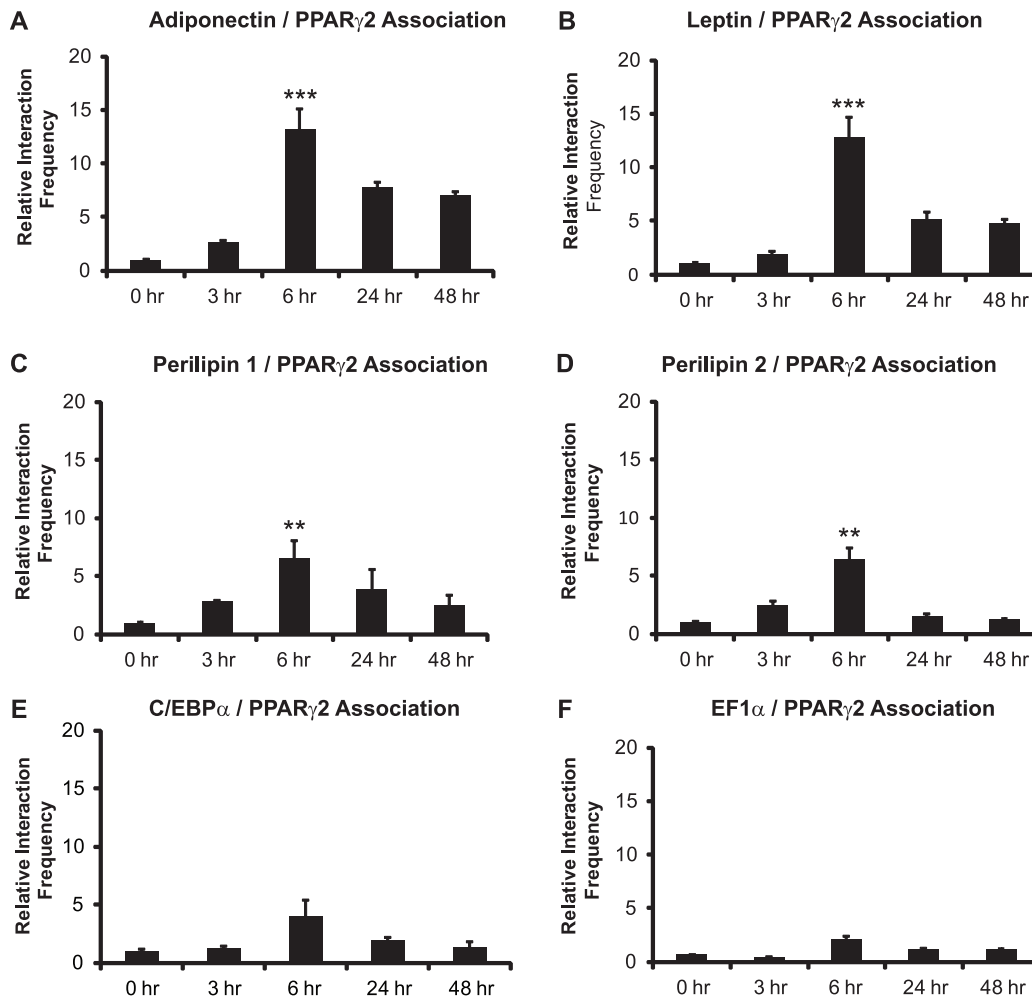 A
Adiponectin / PPARγ2 Association
Relative Interaction
Frequency
20
15
10
5
0
***
0 hr
3 hr
6 hr
24 hr
48 hr
B
Leptin / PPARγ2 Association
Relative Interaction
Frequency
20
15
10
5
0
***
0 hr
3 hr
6 hr
24 hr
48 hr
C
Perilipin 1 / PPARγ2 Association
Relative Interaction
Frequency
20
15
10
5
0
**
0 hr
3 hr
6 hr
24 hr
48 hr
D
Perilipin 2 / PPARγ2 Association
Relative Interaction
Frequency
20
15
10
5
0
**
0 hr
3 hr
6 hr
24 hr
48 hr
E
C/EBPα / PPARγ2 Association
Relative Interaction
Frequency
20
15
10
5
0
0 hr
3 hr
6 hr
24 hr
48 hr
F
EF1α / PPARγ2 Association
Relative Interaction
Frequency
20
15
10
5
0
0 hr
3 hr
6 hr
24 hr
48 hr